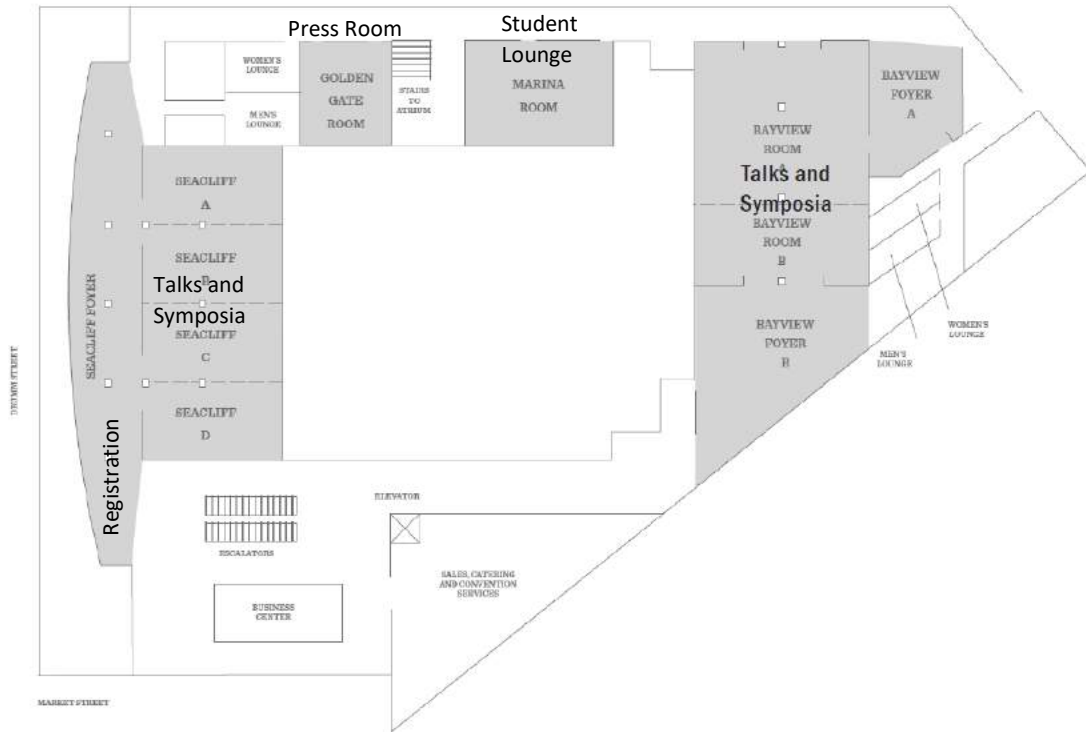 Press Room
Student
Lounge
WOMEN'S
LOUNGE
MEN'S
LOUNGE
GOLDEN
GATE
ROOM
STAIRS
TO
ATRIUM
MARINA
ROOM
BAYVIEW
ROOM
A
Talks and
Symposia
BAYVIEW
ROOM
B
BAYVIEW
FOYER
A
BAYVIEW
FOYER
B
WOMEN'S
LOUNGE
MEN'S
LOUNGE
SEACLIFF
A
SEACLIFF
B
Talks and
Symposia
SEACLIFF
C
SEACLIFF
D
SEACLIFF FOYER
Registration
DRUMM STREET
ESCALATORS
ELEVATOR
BUSINESS
CENTER
SALES, CATERING
AND CONVENTION
SERVICES
MARKET STREET